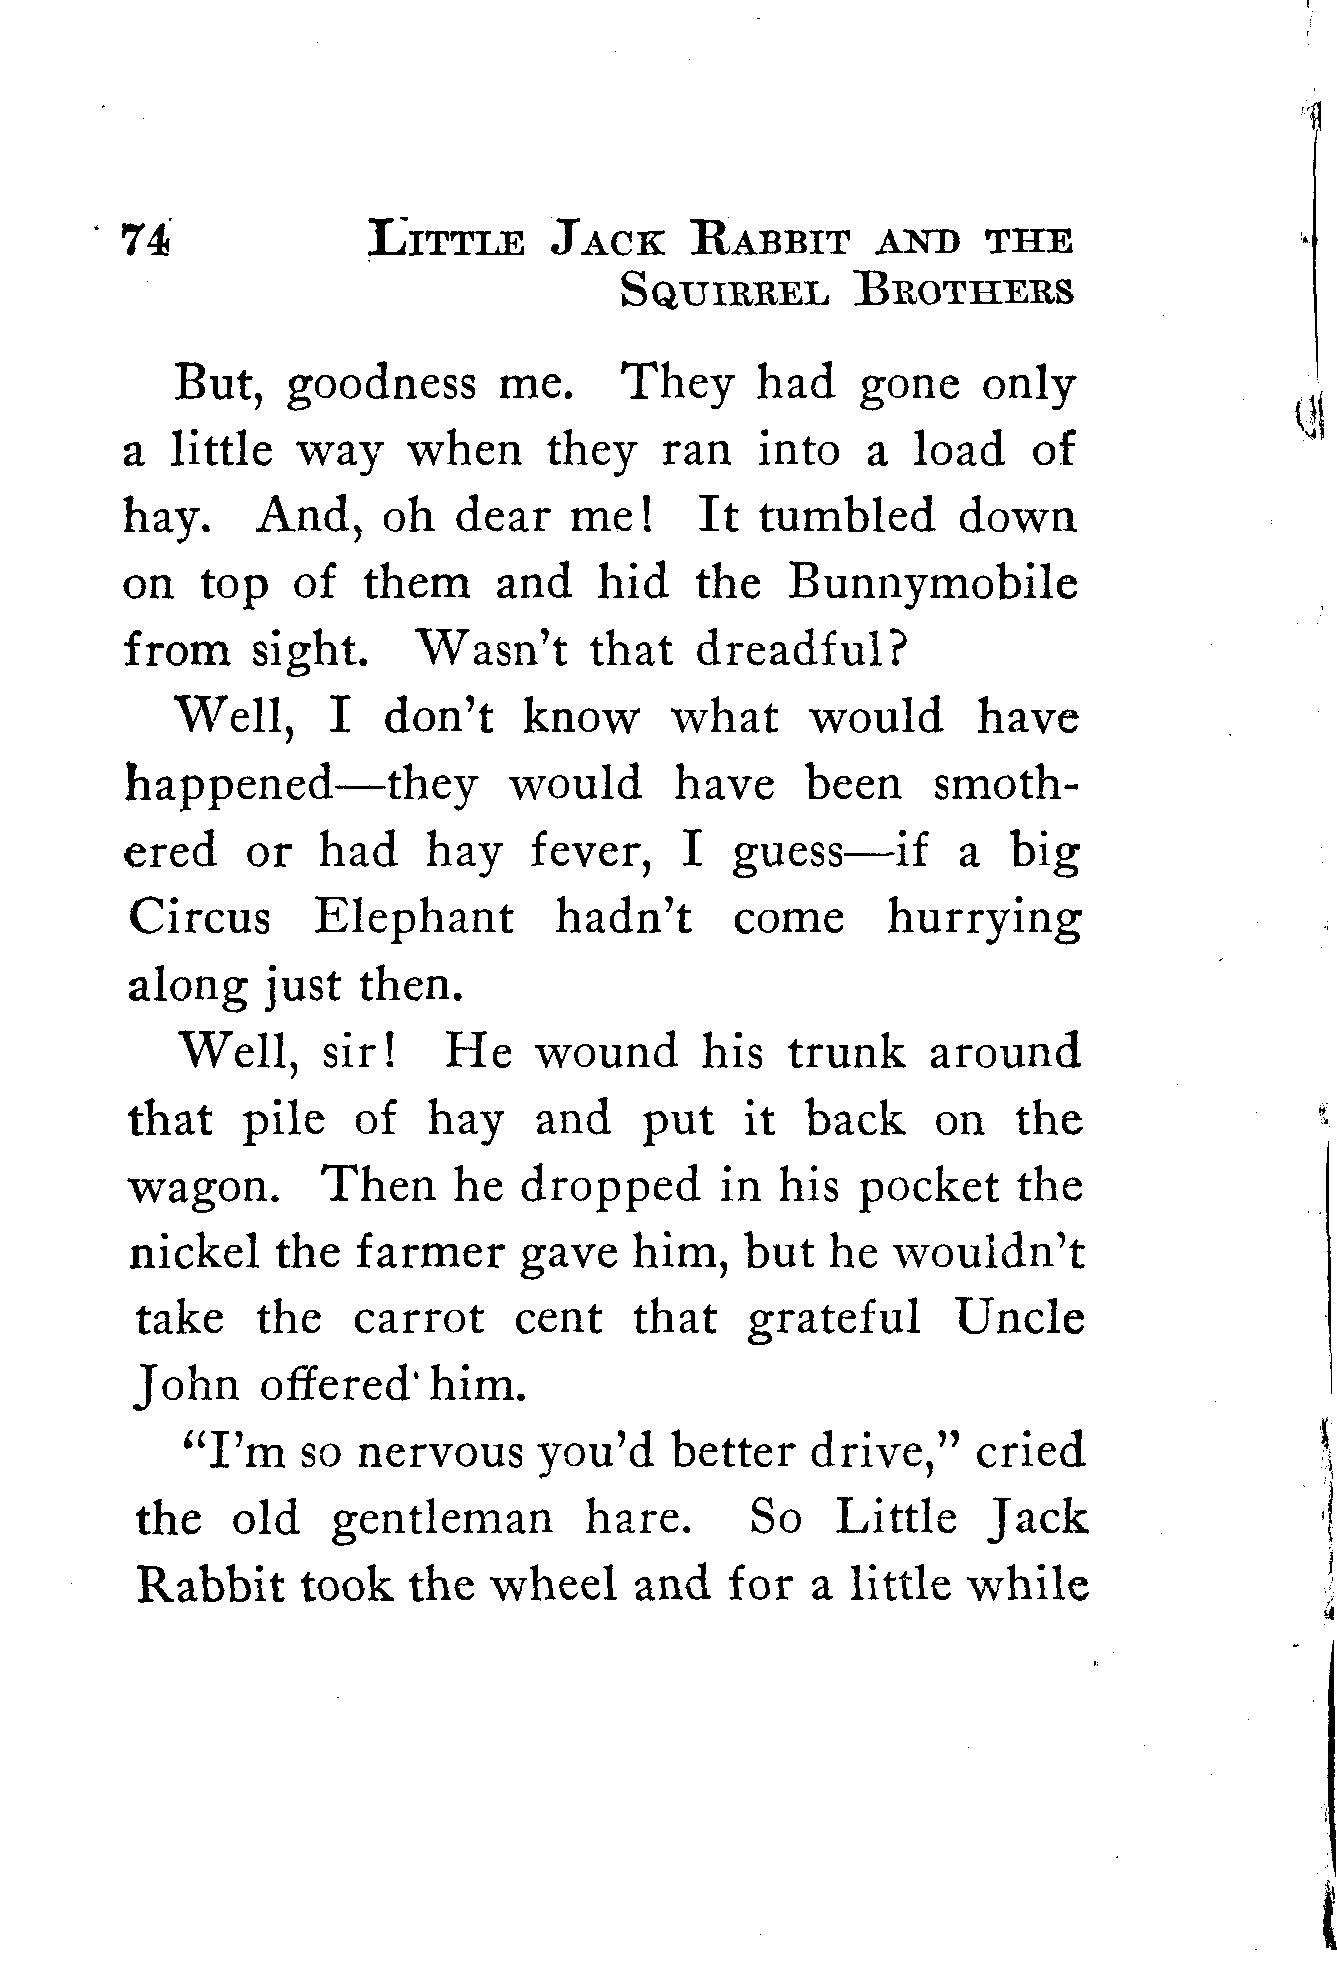 74 LITTLE JACK RABBIT AND THE
SQUIRREL BROTHERS
But, goodness me. They had gone only
a little way when they ran into a load of
hay. And, oh dear me! It tumbled down
on top of them and hid the Bunnymobile
from sight. Wasn't that dreadful?
Well, I don't know what would have
happened—they would have been smoth-
ered or had hay fever, I guess—if a big
Circus Elephant hadn't come hurrying
along just then.
Well, sir! He wound his trunk around
that pile of hay and put it back on the
wagon. Then he dropped in his pocket the
nickel the farmer gave him, but he wouldn't
take the carrot cent that grateful Uncle
John offered him.
"I'm so nervous you'd better drive," cried
the old gentleman hare. So Little Jack
Rabbit took the wheel and for a little while